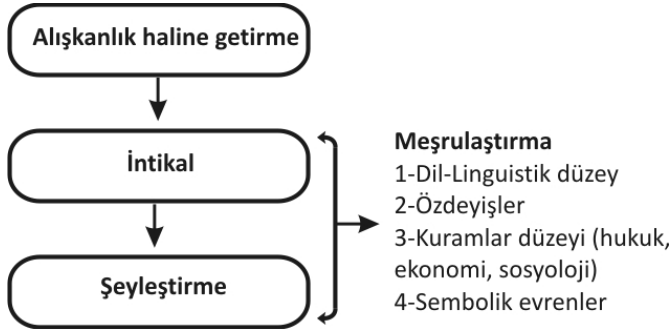 Alışkanlık haline getirme
İntikal
Şeyleştirme
Meşrulaştırma
1-Dil-Linguistik düzey
2-Özdeyişler
3-Kuramlar düzeyi (hukuk,
ekonomi, sosyoloji)
4-Sembolik evrenler